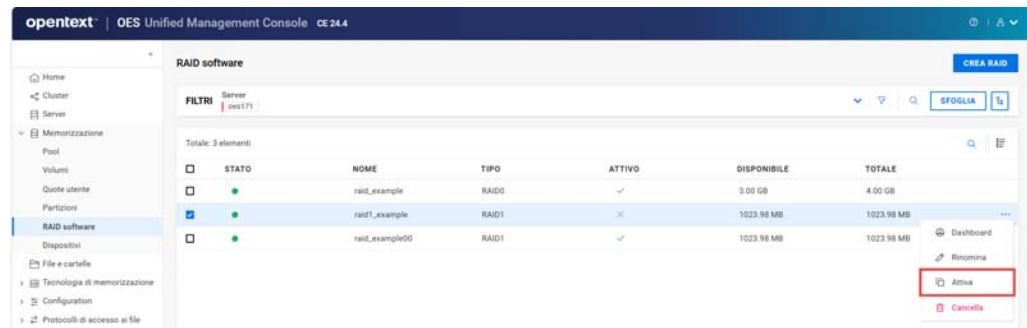 opentext™ | OES Unified Management Console CE 24.4
RAID software
CREA RAID
Home
Cluster
Server
Memorizzazione
Pool
Volumi
Quote utente
Partizioni
RAID software
Dispositivi
File e cartelle
Tecnologia di memorizzazione
Configuration
Protocolli di accesso ai file
FILTRI Server oes171 SFOGLIA
Totale: 3 elementi
STATO NOME TIPO ATTIVO DISPONIBILE TOTALE
raid_example RAID0 3.00 GB 4.00 GB
raid1_example RAID1 1023.98 MB 1023.98 MB
raid_example00 RAID1 1023.98 MB 1023.98 MB
Dashboard
Rinomina
Attiva
Cancella